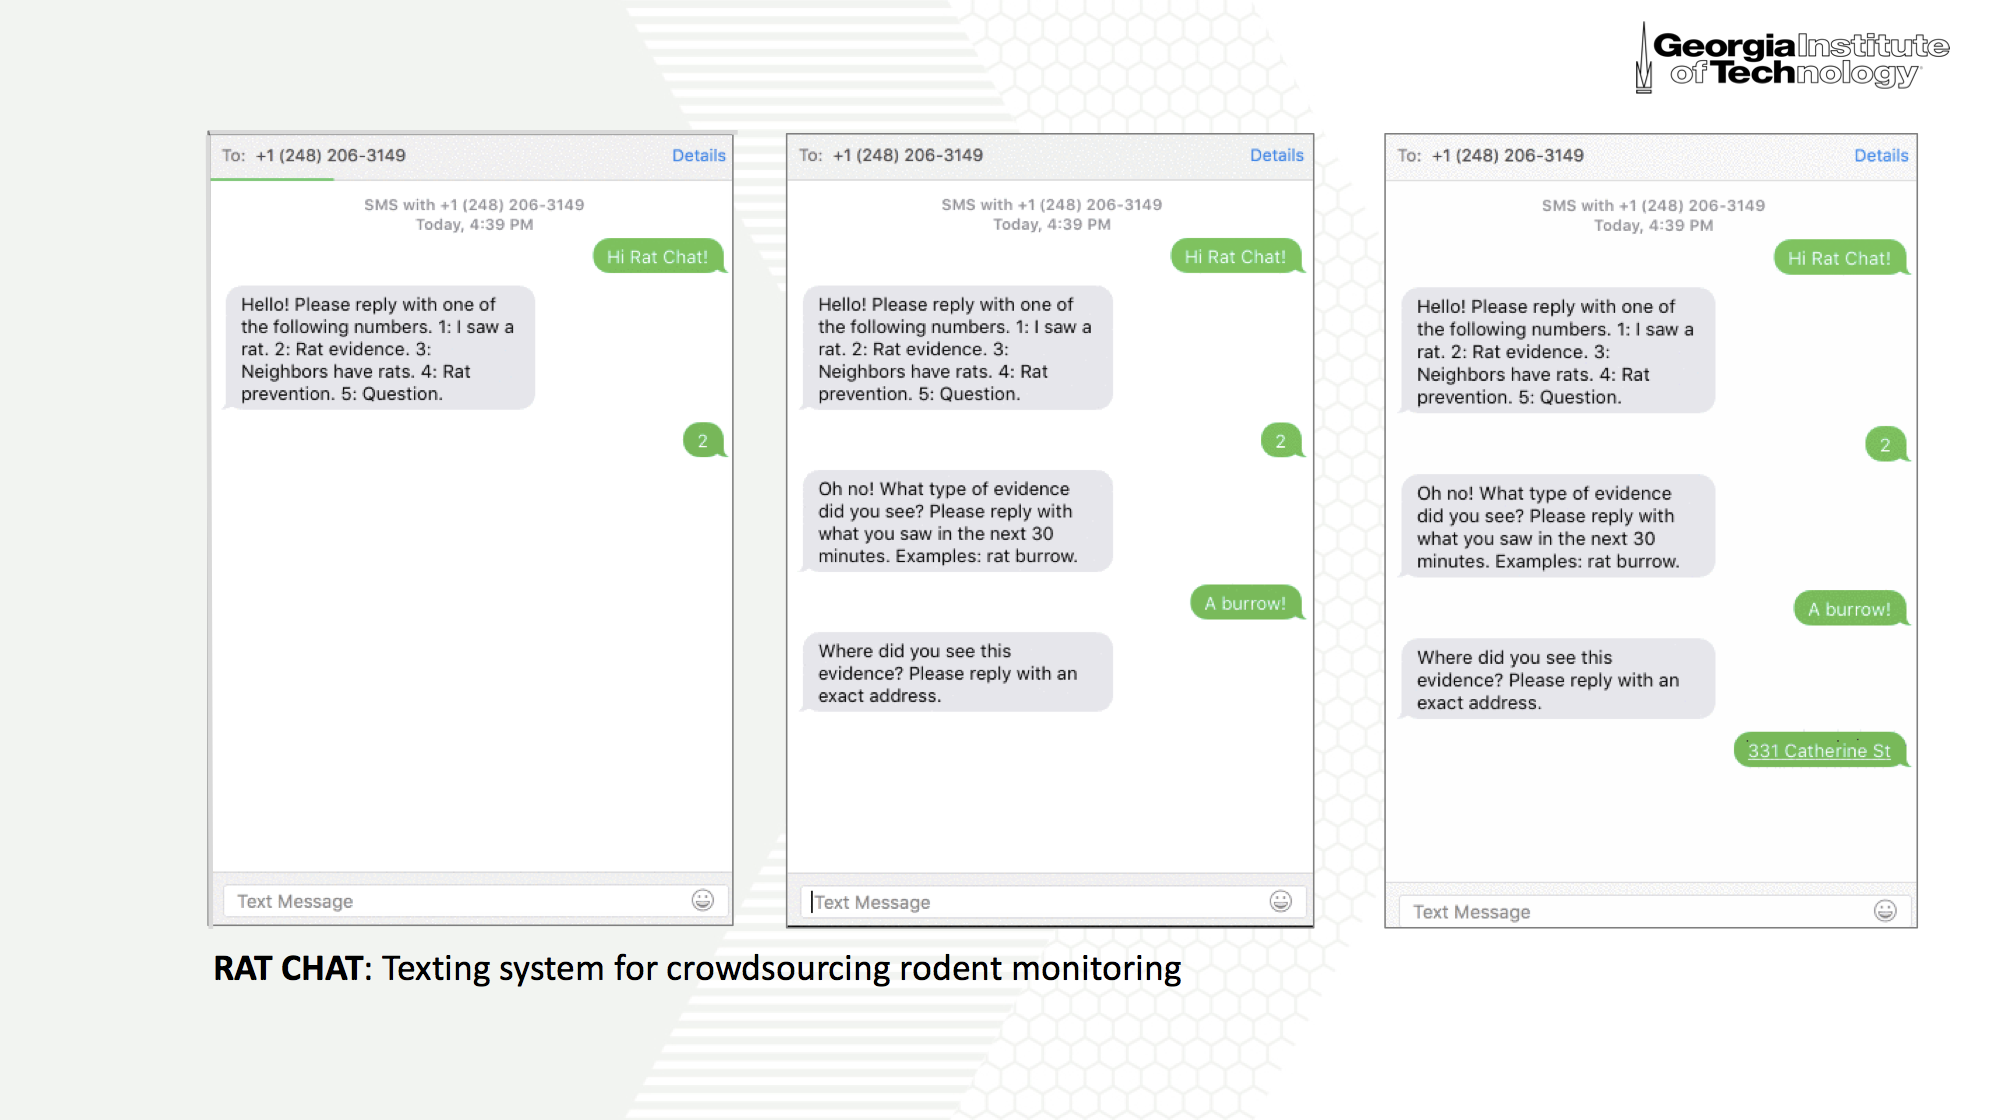 Georgia Institute
of Technology
To: +1 (248) 206-3149 Details
SMS with +1 (248) 206-3149
Today, 4:39 PM
Hi Rat Chat!
Hello! Please reply with one of
the following numbers. 1: I saw a
rat. 2: Rat evidence. 3:
Neighbors have rats. 4: Rat
prevention. 5: Question.
2
Text Message
To: +1 (248) 206-3149 Details
SMS with +1 (248) 206-3149
Today, 4:39 PM
Hi Rat Chat!
Hello! Please reply with one of
the following numbers. 1: I saw a
rat. 2: Rat evidence. 3:
Neighbors have rats. 4: Rat
prevention. 5: Question.
2
Oh no! What type of evidence
did you see? Please reply with
what you saw in the next 30
minutes. Examples: rat burrow.
A burrow!
Where did you see this
evidence? Please reply with an
exact address.
Text Message
To: +1 (248) 206-3149 Details
SMS with +1 (248) 206-3149
Today, 4:39 PM
Hi Rat Chat!
Hello! Please reply with one of
the following numbers. 1: I saw a
rat. 2: Rat evidence. 3:
Neighbors have rats. 4: Rat
prevention. 5: Question.
2
Oh no! What type of evidence
did you see? Please reply with
what you saw in the next 30
minutes. Examples: rat burrow.
A burrow!
Where did you see this
evidence? Please reply with an
exact address.
331 Catherine St
Text Message
RAT CHAT: Texting system for crowdsourcing rodent monitoring